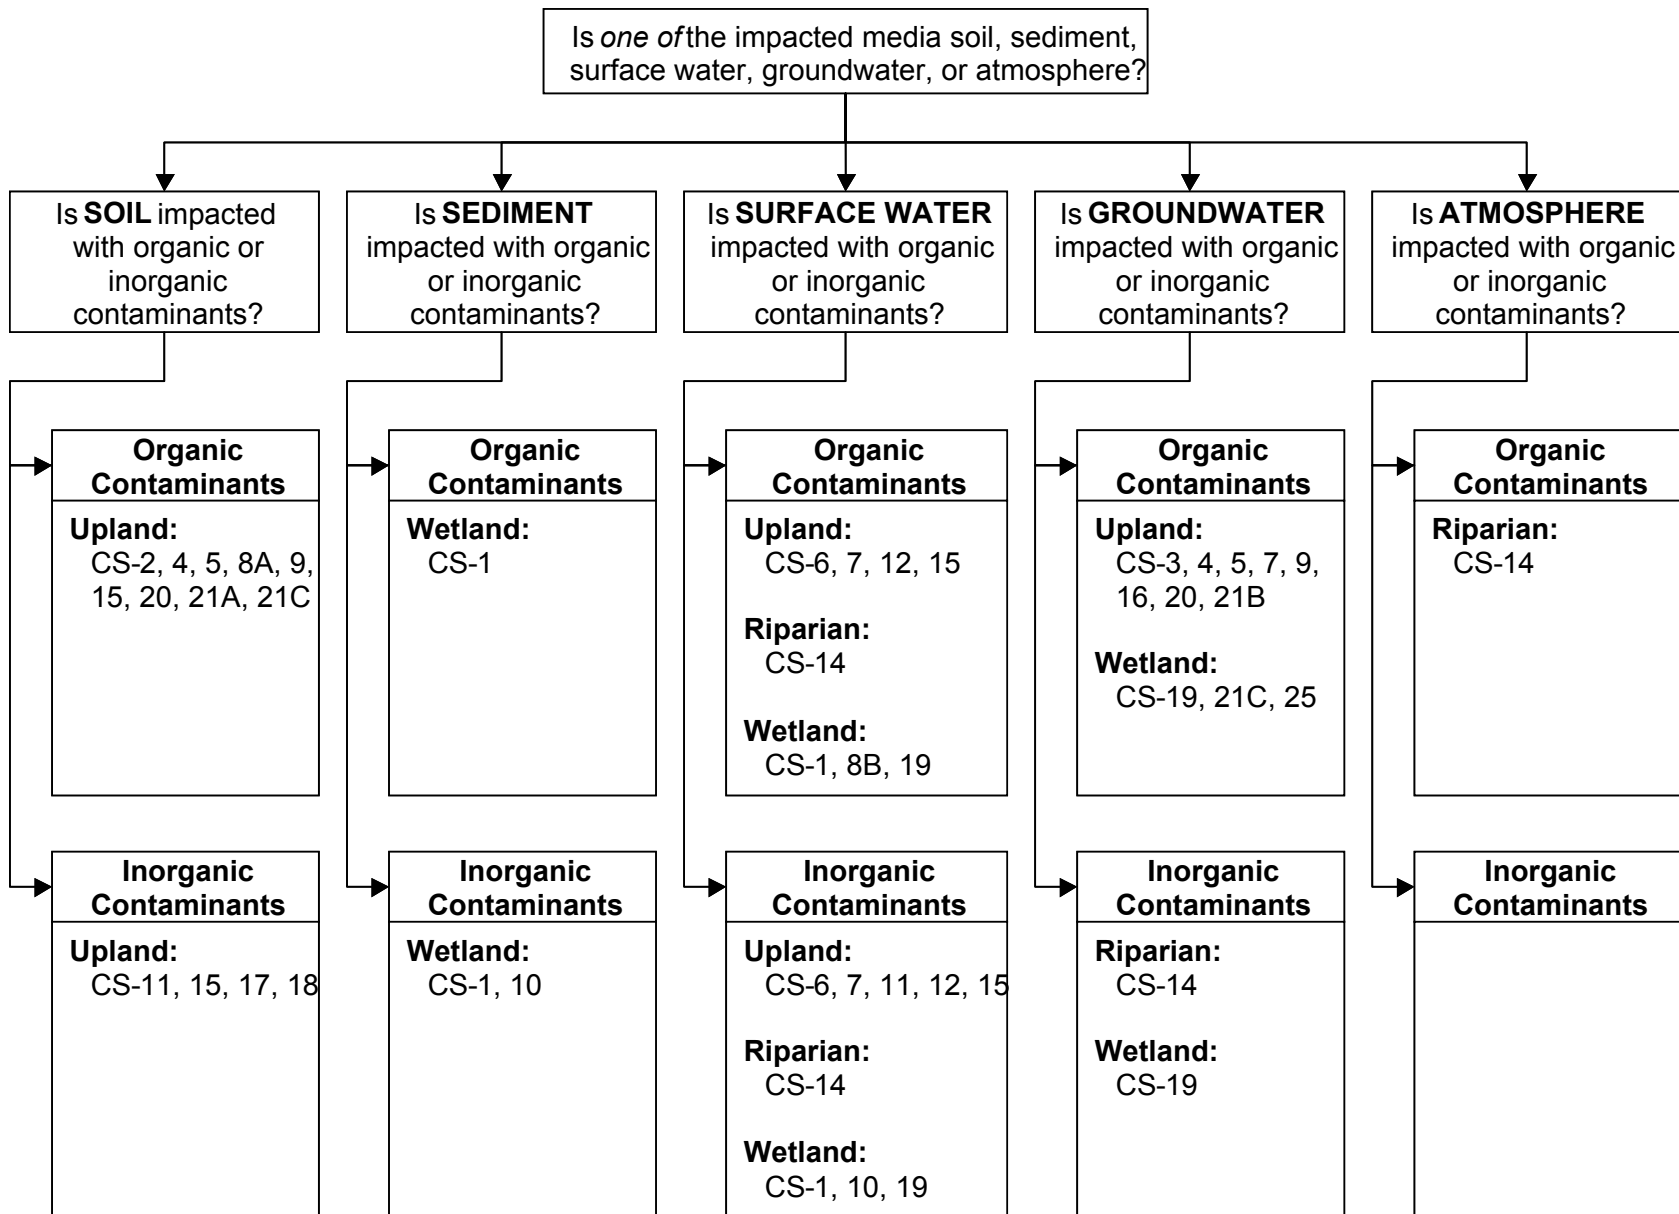 Is one of the impacted media soil, sediment,
surface water, groundwater, or atmosphere?
Is SOIL impacted
with organic or
inorganic
contaminants?
Is SEDIMENT
impacted with organic
or inorganic
contaminants?
Is SURFACE WATER
impacted with organic
or inorganic
contaminants?
Is GROUNDWATER
impacted with organic
or inorganic
contaminants?
Is ATMOSPHERE
impacted with organic
or inorganic
contaminants?
Organic
Contaminants
Upland:
CS-2, 4, 5, 8A, 9,
15, 20, 21A, 21C
Organic
Contaminants
Wetland:
CS-1
Organic
Contaminants
Upland:
CS-6, 7, 12, 15
Riparian:
CS-14
Wetland:
CS-1, 8B, 19
Organic
Contaminants
Upland:
CS-3, 4, 5, 7, 9,
16, 20, 21B
Wetland:
CS-19, 21C, 25
Organic
Contaminants
Riparian:
CS-14
Inorganic
Contaminants
Upland:
CS-11, 15, 17, 18
Inorganic
Contaminants
Wetland:
CS-1, 10
Inorganic
Contaminants
Upland:
CS-6, 7, 11, 12, 15
Riparian:
CS-14
Wetland:
CS-1, 10, 19
Inorganic
Contaminants
Riparian:
CS-14
Wetland:
CS-19
Inorganic
Contaminants